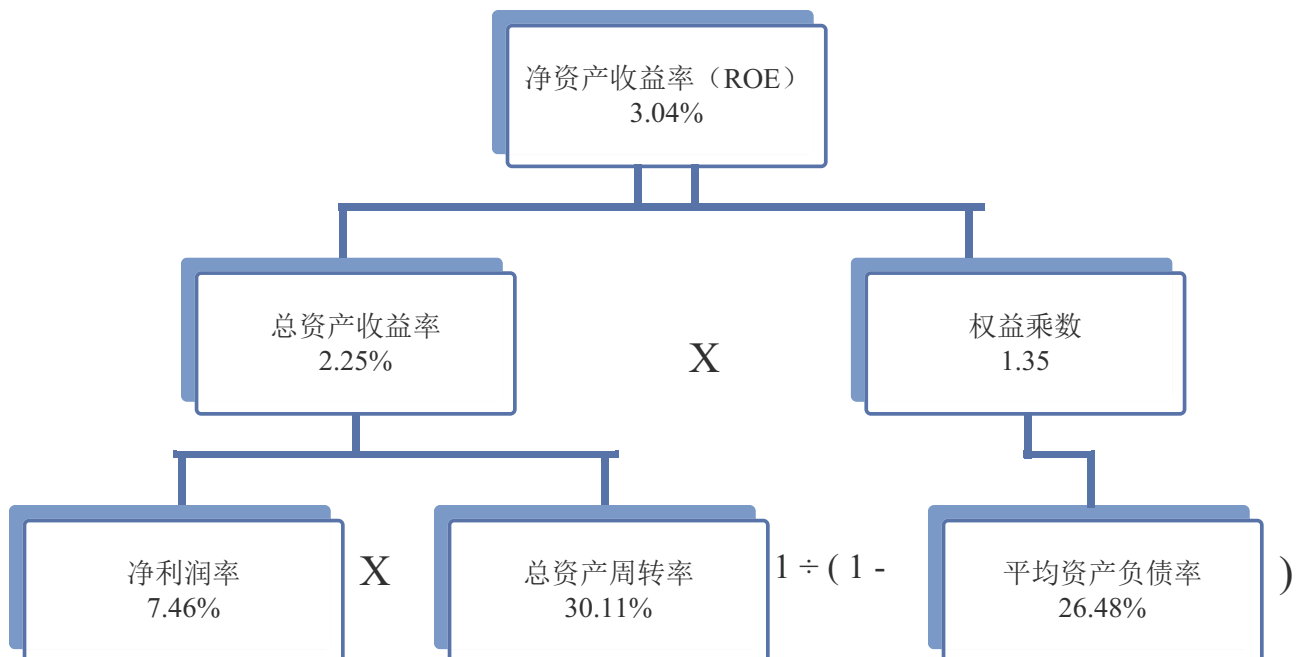 净资产收益率（ROE）
3.04%
总资产收益率
2.25%
X
权益乘数
1.35
净利润率
7.46%
X
总资产周转率
30.11%
1 ÷ ( 1 -
平均资产负债率
26.48%
)